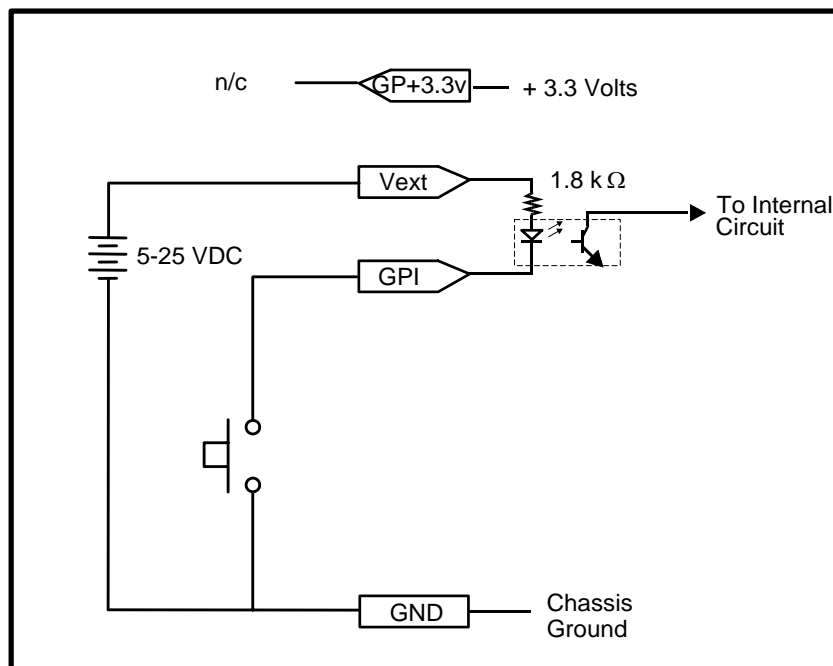 n/c
GP+3.3v
+ 3.3 Volts
Vext
1.8 k Ω
To Internal
Circuit
5-25 VDC
GPI
GND
Chassis
Ground